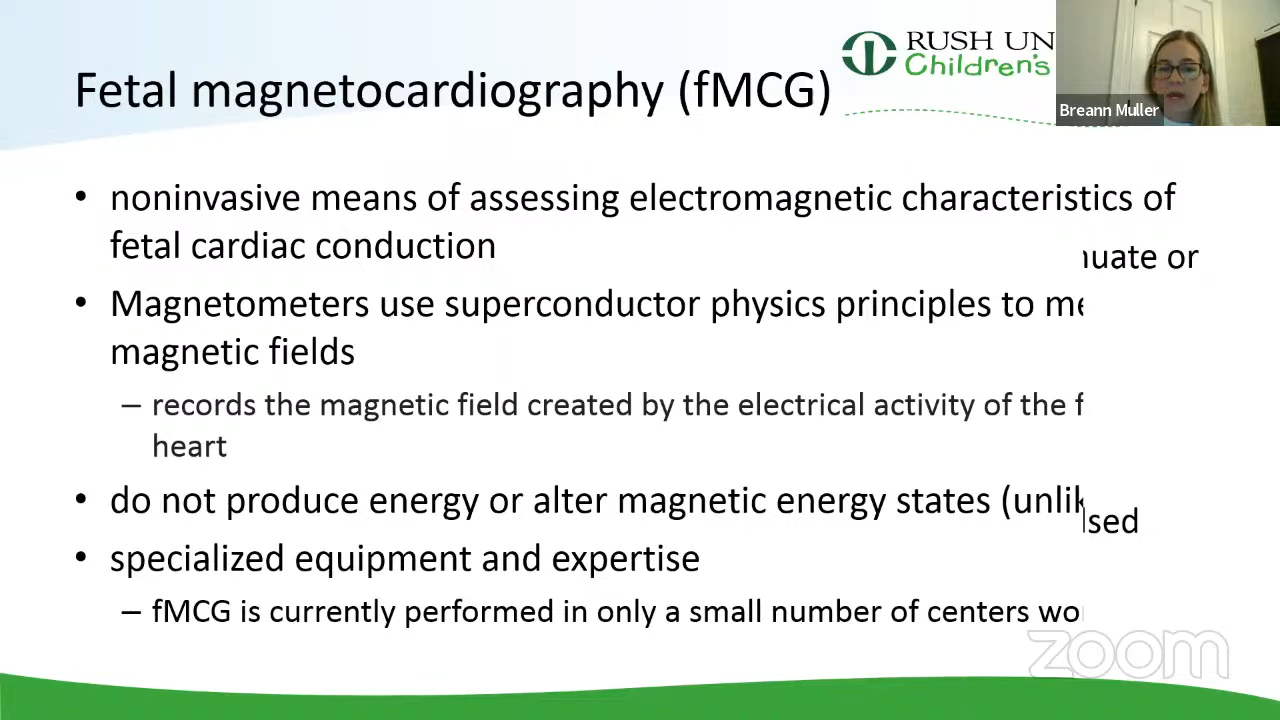 RUSH UN
Children's
Breann Muller
Fetal magnetocardiography (fMCG)
• noninvasive means of assessing electromagnetic characteristics of
fetal cardiac conduction
nuate or
• Magnetometers use superconductor physics principles to me
magnetic fields
– records the magnetic field created by the electrical activity of the f
heart
• do not produce energy or alter magnetic energy states (unlik
sed
• specialized equipment and expertise
– fMCG is currently performed in only a small number of centers wo
zoom